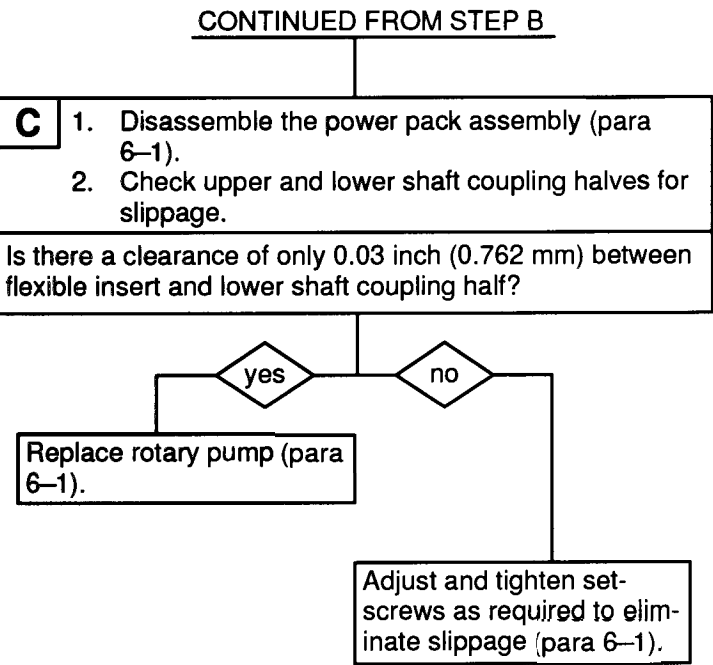 CONTINUED FROM STEP B
C
1. Disassemble the power pack assembly (para
6–1).
2. Check upper and lower shaft coupling halves for
slippage.
Is there a clearance of only 0.03 inch (0.762 mm) between
flexible insert and lower shaft coupling half?
yes
no
Replace rotary pump (para
6–1).
Adjust and tighten set-
screws as required to elim-
inate slippage (para 6–1).